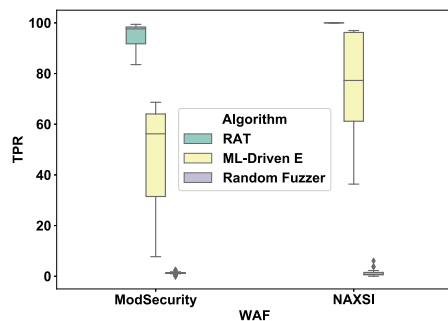 100
80
60
40
20
0
TPR
Algorithm
RAT
ML-Driven E
Random Fuzzer
ModSecurity
NAXSI
WAF